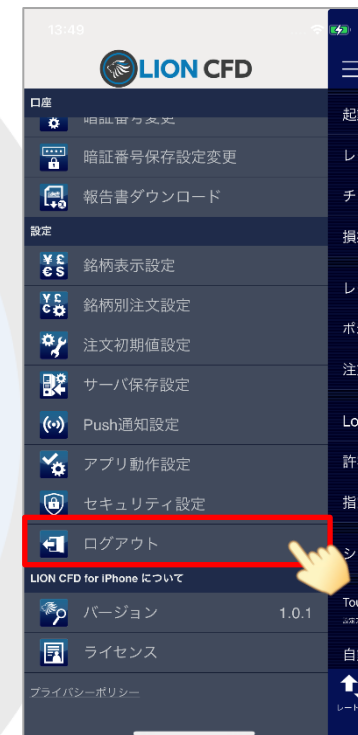 13:49
LION CFD
口座
暗証番号変更
暗証番号保存設定変更
報告書ダウンロード
設定
銘柄表示設定
銘柄別注文設定
注文初期値設定
サーバ保存設定
Push通知設定
アプリ動作設定
セキュリティ設定
ログアウト
LION CFD for iPhone について
バージョン 1.0.1
ライセンス
プライバシーポリシー
起
レ
チ
損
レ
ポ
注
Lo
許
指
シ
Tou
自
レート